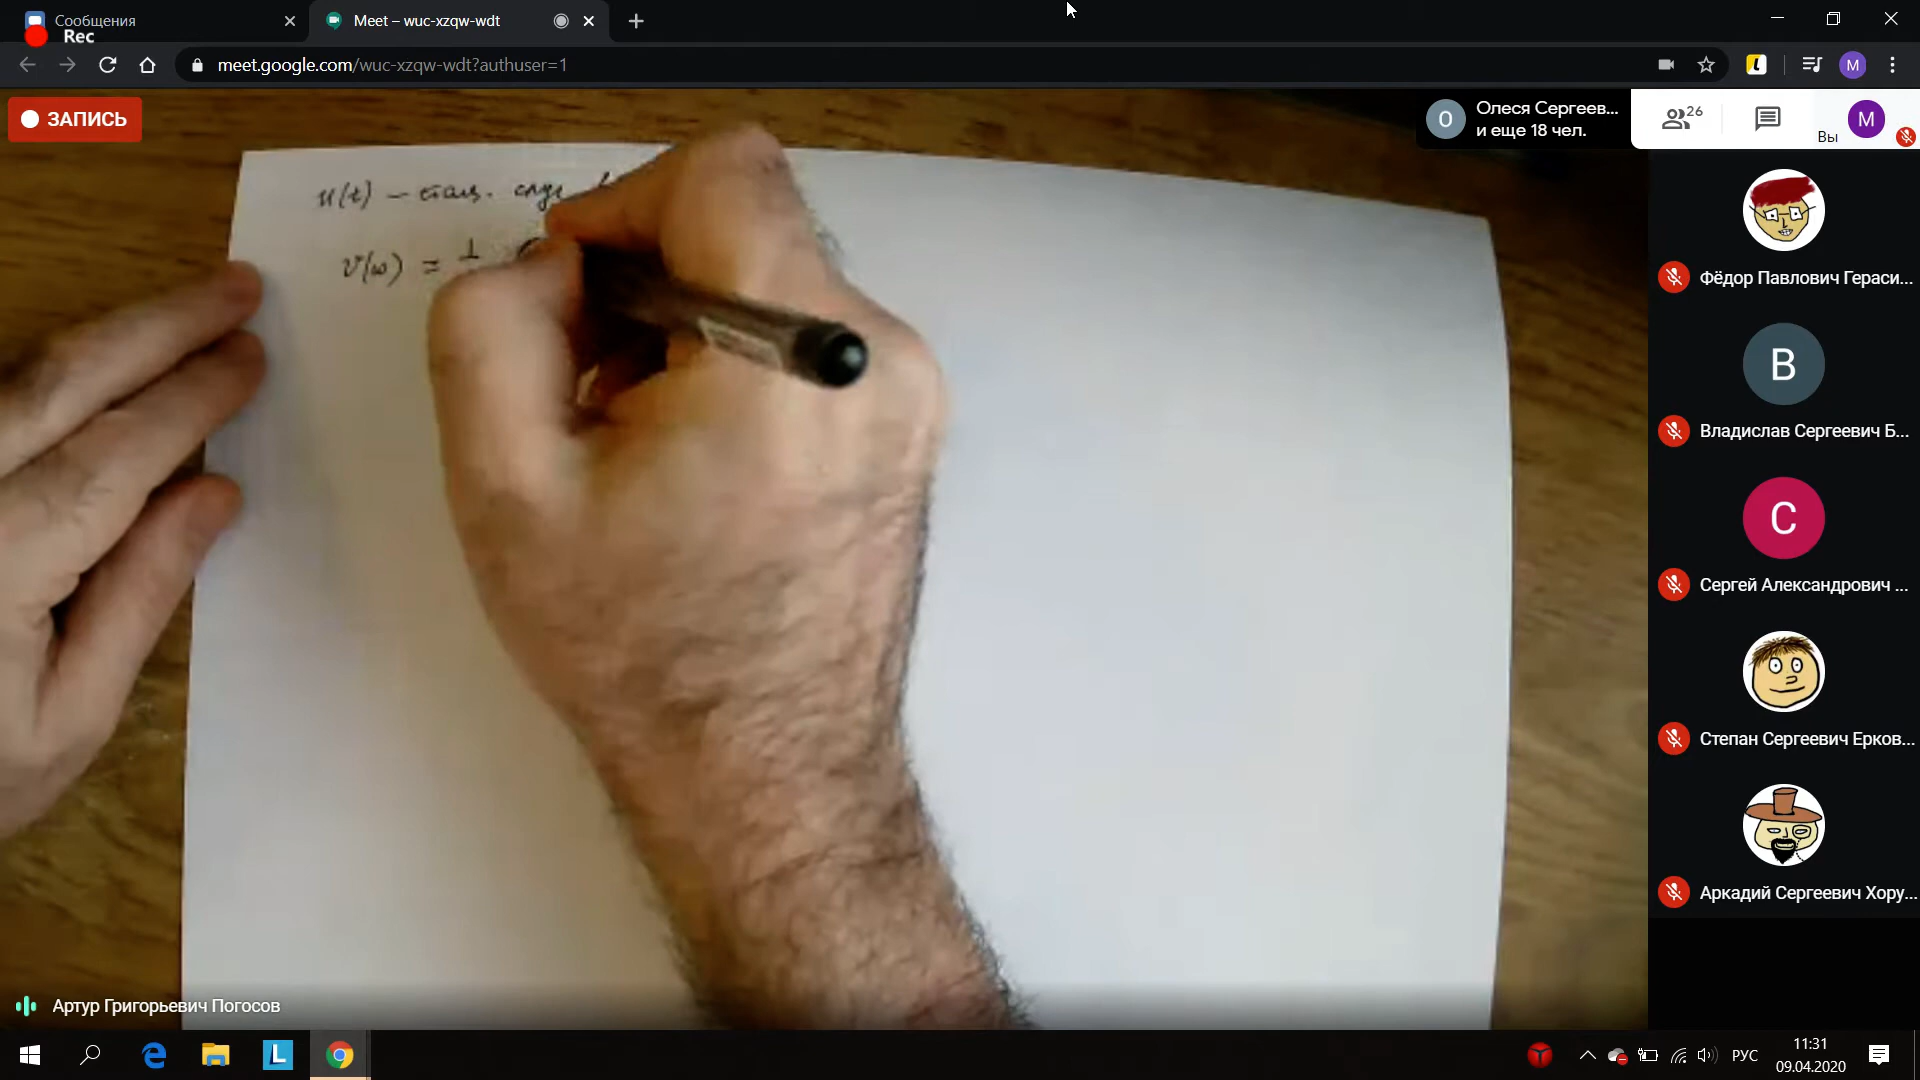 Сообщения
Meet – wuc-xzqw-wdt
Rec
meet.google.com/wuc-xzqw-wdt?authuser=1
M
ЗАПИСЬ
О
Олеся Сергеев...
и еще 18 чел.
26
Вы
M
u(t) – стац. случ.
v(ω) = 1
Фёдор Павлович Гераси...
В
Владислав Сергеевич Б...
С
Сергей Александрович ...
Степан Сергеевич Ерков...
Аркадий Сергеевич Хору...
Артур Григорьевич Погосов
L
РУС
11:31
09.04.2020